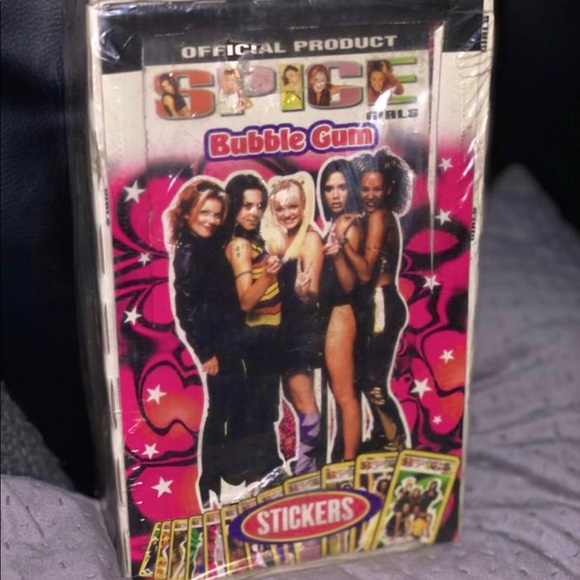 OFFICIAL PRODUCT
SPICE
GIRLS
Bubble Gum
STICKERS